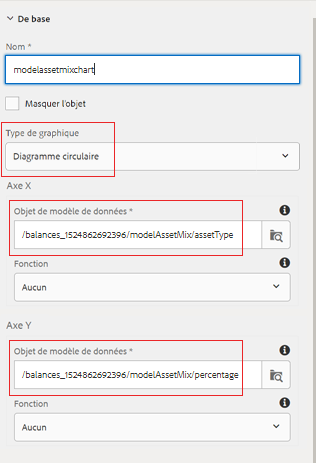 De base
Nom *
modelassetmixchart
Masquer l'objet
Type de graphique
Diagramme circulaire
Axe X
Objet de modèle de données *
/balances_1524862692396/modelAssetMix/assetType
Fonction
Aucun
Axe Y
Objet de modèle de données *
/balances_1524862692396/modelAssetMix/percentage
Fonction
Aucun